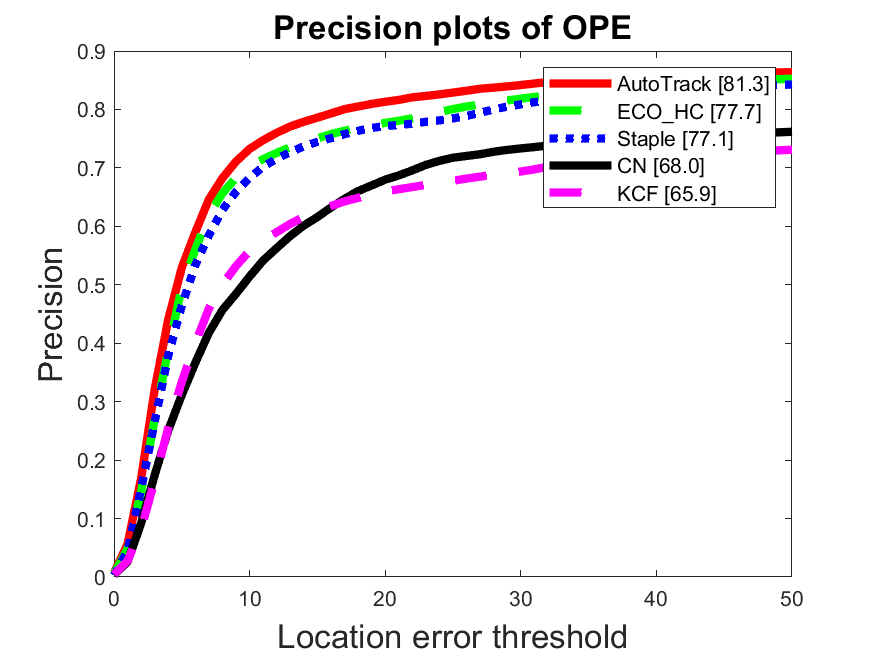 Precision plots of OPE
0.9
0.8
0.7
0.6
0.5
0.4
0.3
0.2
0.1
0
Precision
AutoTrack [81.3]
ECO_HC [77.7]
Staple [77.1]
CN [68.0]
KCF [65.9]
0 10 20 30 40 50
Location error threshold